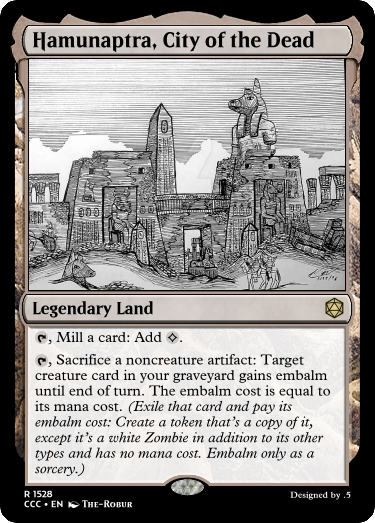 Hamunaptra, City of the Dead
Legendary Land
, Mill a card: Add .
, Sacrifice a noncreature artifact: Target
creature card in your graveyard gains embalm
until end of turn. The embalm cost is equal to
its mana cost. (Exile that card and pay its
embalm cost: Create a token that's a copy of it,
except it's a white Zombie in addition to its other
types and has no mana cost. Embalm only as a
sorcery.)
R 1528
CCC • EN The-Robur
Designed by .5